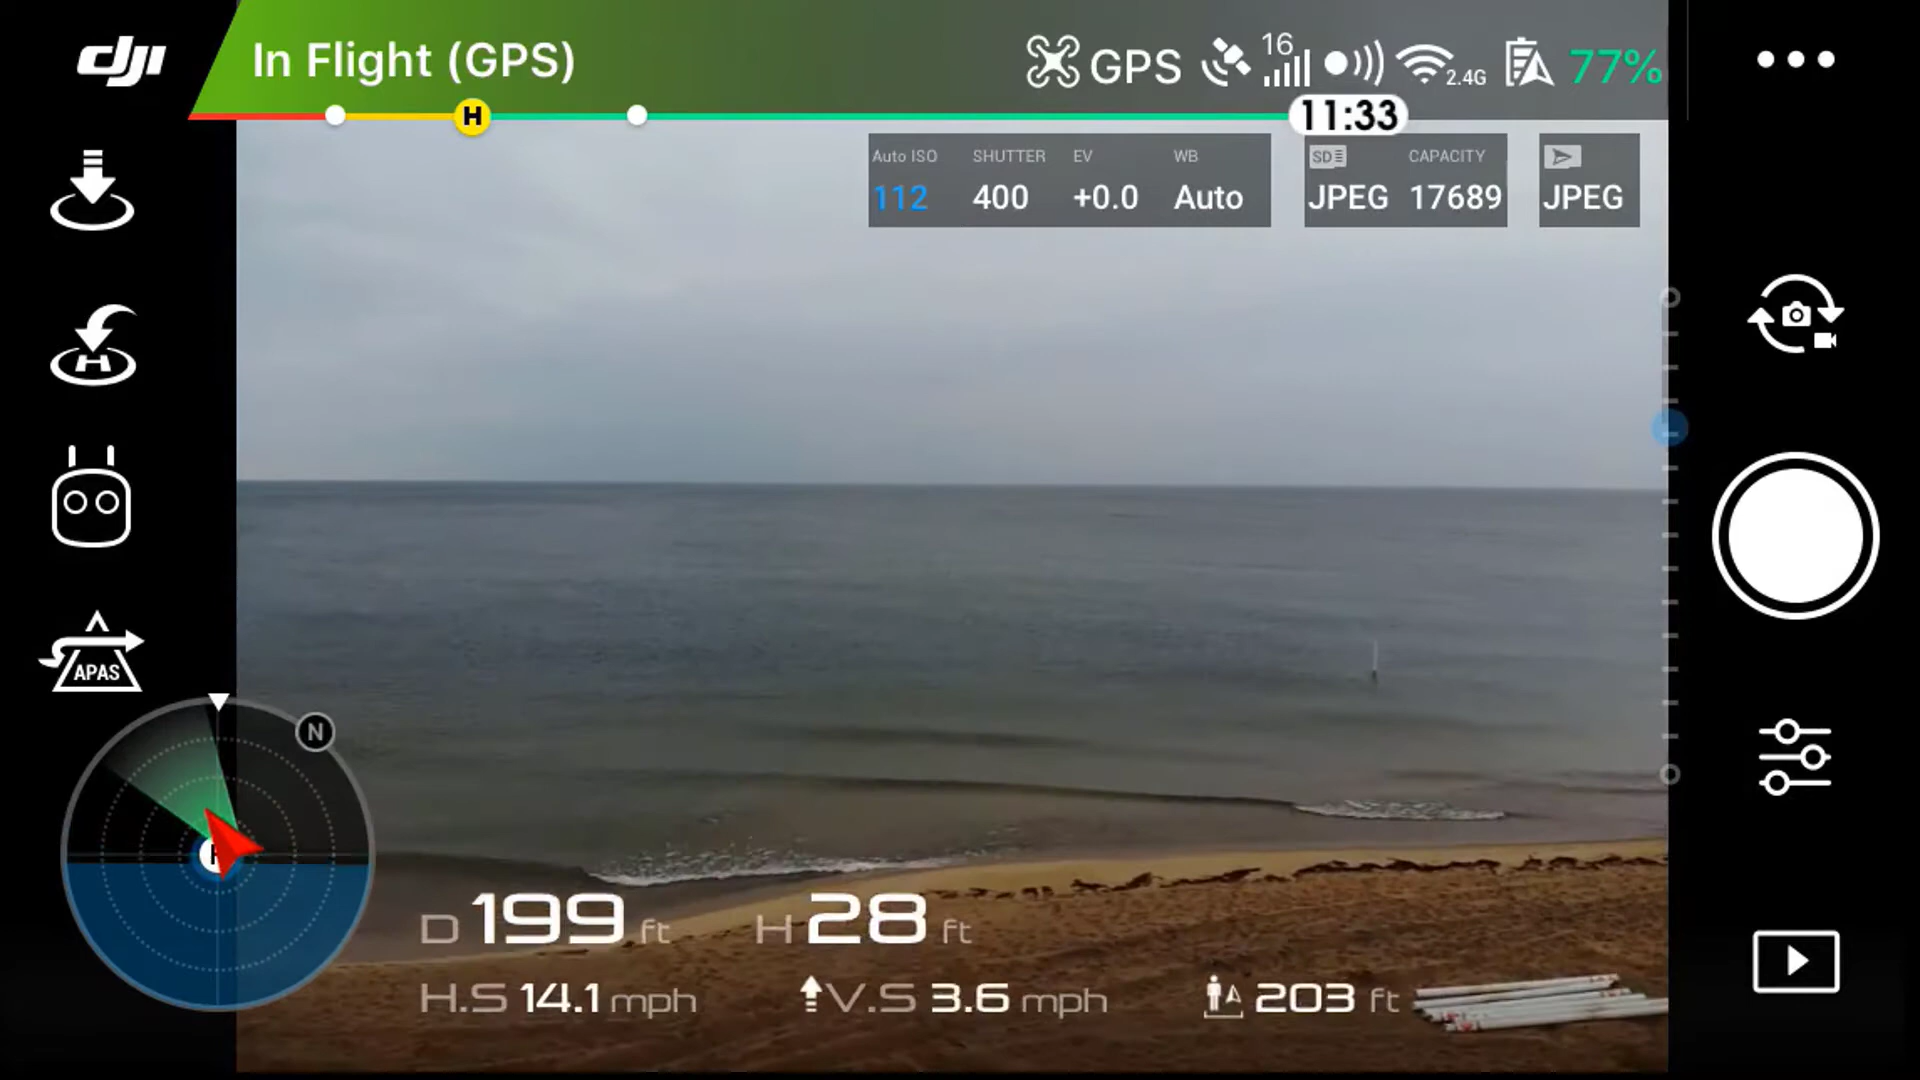 dji
In Flight (GPS)
GPS
16
2.4G
77%
H
11:33
Auto ISO
SHUTTER
EV
WB
112
400
+0.0
Auto
SD
CAPACITY
JPEG
17689
JPEG
H
APAS
N
H
D 199 ft
H 28 ft
H.S 14.1 mph
V.S 3.6 mph
203 ft